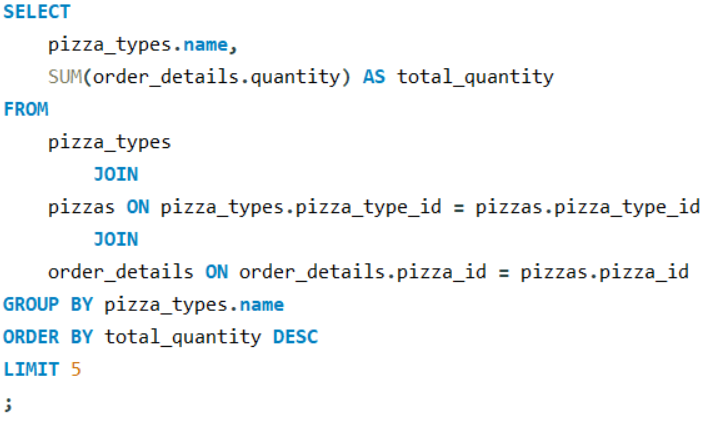 SELECT
    pizza_types.name,
    SUM(order_details.quantity) AS total_quantity
FROM
    pizza_types
        JOIN
    pizzas ON pizza_types.pizza_type_id = pizzas.pizza_type_id
        JOIN
    order_details ON order_details.pizza_id = pizzas.pizza_id
GROUP BY pizza_types.name
ORDER BY total_quantity DESC
LIMIT 5
;